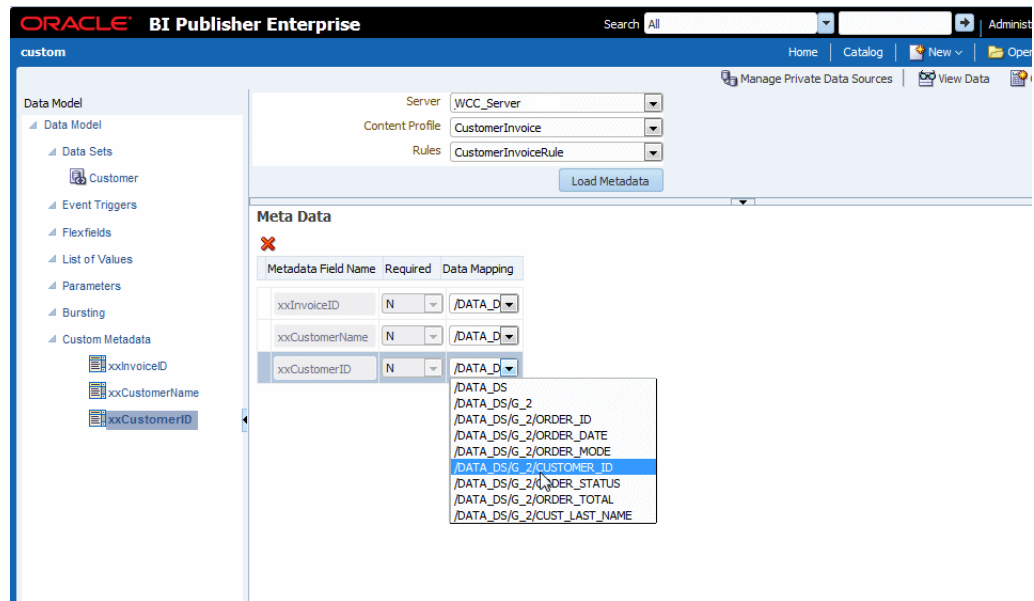 ORACLE BI Publisher Enterprise Search All Administ
custom Home Catalog New Open
Manage Private Data Sources View Data
Data Model
Data Model
Data Sets
Customer
Event Triggers
Flexfields
List of Values
Parameters
Bursting
Custom Metadata
xxInvoiceID
xxCustomerName
xxCustomerID
Server WCC_Server
Content Profile CustomerInvoice
Rules CustomerInvoiceRule
Load Metadata
Meta Data
Metadata Field Name Required Data Mapping
xxInvoiceID N /DATA_D
xxCustomerName N /DATA_D
xxCustomerID N /DATA_D
/DATA_DS
/DATA_DS/G_2
/DATA_DS/G_2/ORDER_ID
/DATA_DS/G_2/ORDER_DATE
/DATA_DS/G_2/ORDER_MODE
/DATA_DS/G_2/CUSTOMER_ID
/DATA_DS/G_2/ORDER_STATUS
/DATA_DS/G_2/ORDER_TOTAL
/DATA_DS/G_2/CUST_LAST_NAME